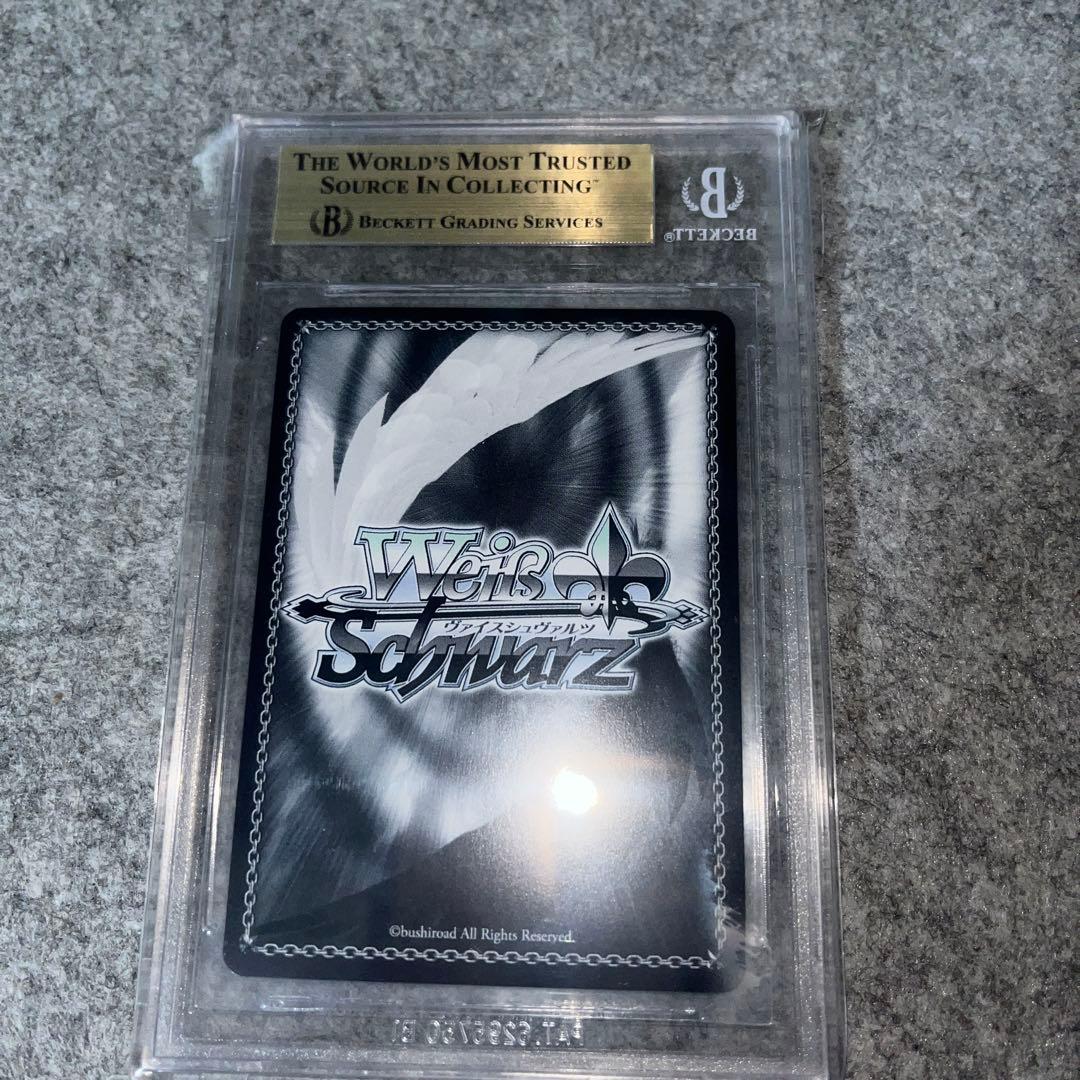 THE WORLD'S MOST TRUSTED
SOURCE IN COLLECTING™
B BECKETT GRADING SERVICES
B
BECKETT®
Weiß
ヴァイスシュヴァルツ
Schwarz
©bushiroad All Rights Reserved.